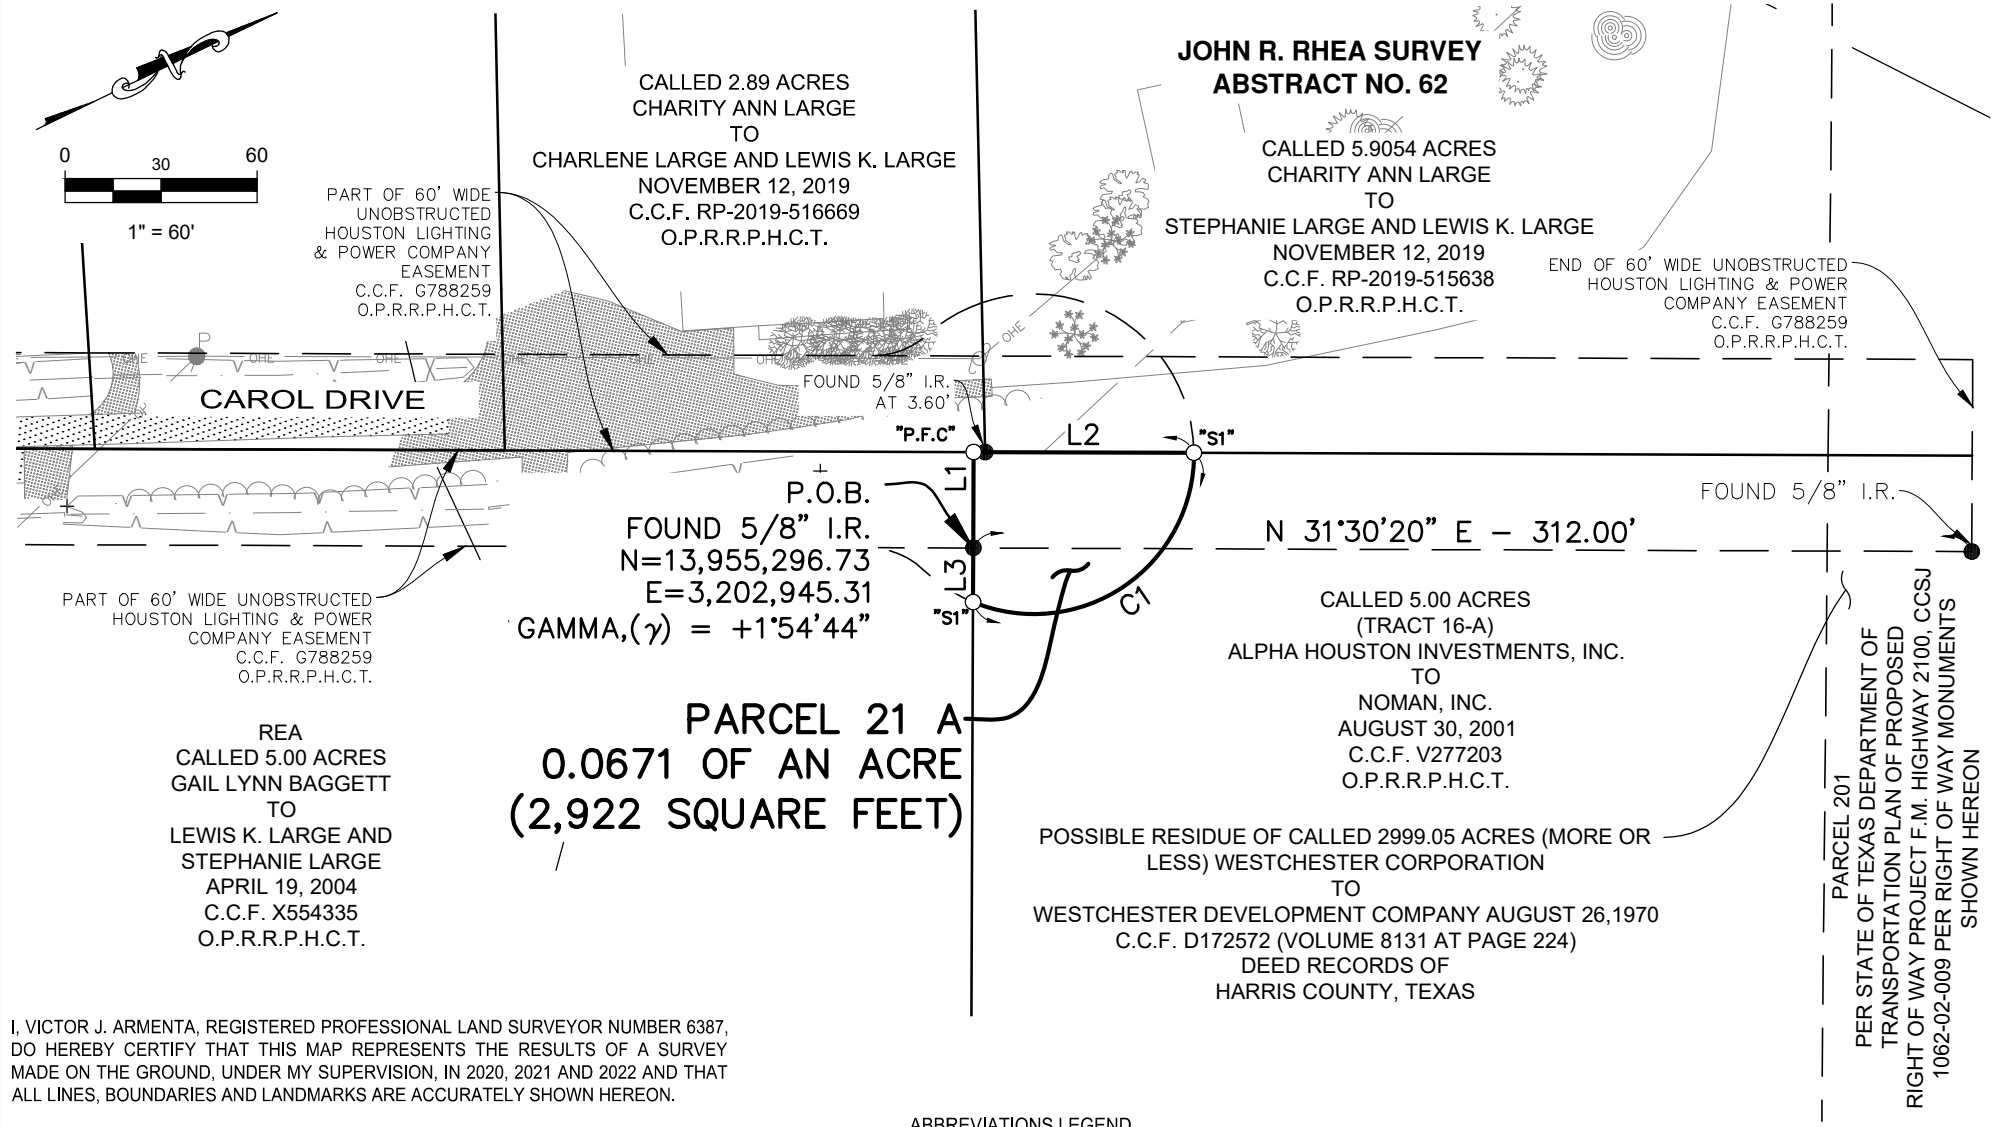 JOHN R. RHEA SURVEY
ABSTRACT NO. 62
CALLED 2.89 ACRES
CHARITY ANN LARGE
TO
CHARLENE LARGE AND LEWIS K. LARGE
NOVEMBER 12, 2019
C.C.F. RP-2019-516669
O.P.R.R.P.H.C.T.
CALLED 5.9054 ACRES
CHARITY ANN LARGE
TO
STEPHANIE LARGE AND LEWIS K. LARGE
NOVEMBER 12, 2019
C.C.F. RP-2019-515638
O.P.R.R.P.H.C.T.
0 30 60
1" = 60'
PART OF 60' WIDE
UNOBSTRUCTED
HOUSTON LIGHTING
& POWER COMPANY
EASEMENT
C.C.F. G788259
O.P.R.R.P.H.C.T.
END OF 60' WIDE UNOBSTRUCTED
HOUSTON LIGHTING & POWER
COMPANY EASEMENT
C.C.F. G788259
O.P.R.R.P.H.C.T.
P
OHE
OHE
OHE
OHE
CAROL DRIVE
FOUND 5/8" I.R.
AT 3.60'
"P.F.C"
L2
"S1"
L1
P.O.B.
FOUND 5/8" I.R.
N=13,955,296.73
E=3,202,945.31
GAMMA,(γ) = +1°54'44"
L3
"S1"
C1
N 31°30'20" E – 312.00'
FOUND 5/8" I.R.
PART OF 60' WIDE UNOBSTRUCTED
HOUSTON LIGHTING & POWER
COMPANY EASEMENT
C.C.F. G788259
O.P.R.R.P.H.C.T.
CALLED 5.00 ACRES
(TRACT 16-A)
ALPHA HOUSTON INVESTMENTS, INC.
TO
NOMAN, INC.
AUGUST 30, 2001
C.C.F. V277203
O.P.R.R.P.H.C.T.
PARCEL 21 A
0.0671 OF AN ACRE
(2,922 SQUARE FEET)
REA
CALLED 5.00 ACRES
GAIL LYNN BAGGETT
TO
LEWIS K. LARGE AND
STEPHANIE LARGE
APRIL 19, 2004
C.C.F. X554335
O.P.R.R.P.H.C.T.
POSSIBLE RESIDUE OF CALLED 2999.05 ACRES (MORE OR
LESS) WESTCHESTER CORPORATION
TO
WESTCHESTER DEVELOPMENT COMPANY AUGUST 26,1970
C.C.F. D172572 (VOLUME 8131 AT PAGE 224)
DEED RECORDS OF
HARRIS COUNTY, TEXAS
PARCEL 201
PER STATE OF TEXAS DEPARTMENT OF
TRANSPORTATION PLAN OF PROPOSED
RIGHT OF WAY PROJECT F.M. HIGHWAY 2100, CCSJ
1062-02-009 PER RIGHT OF WAY MONUMENTS
SHOWN HEREON
I, VICTOR J. ARMENTA, REGISTERED PROFESSIONAL LAND SURVEYOR NUMBER 6387,
DO HEREBY CERTIFY THAT THIS MAP REPRESENTS THE RESULTS OF A SURVEY
MADE ON THE GROUND, UNDER MY SUPERVISION, IN 2020, 2021 AND 2022 AND THAT
ALL LINES, BOUNDARIES AND LANDMARKS ARE ACCURATELY SHOWN HEREON.
ABBREVIATIONS LEGEND